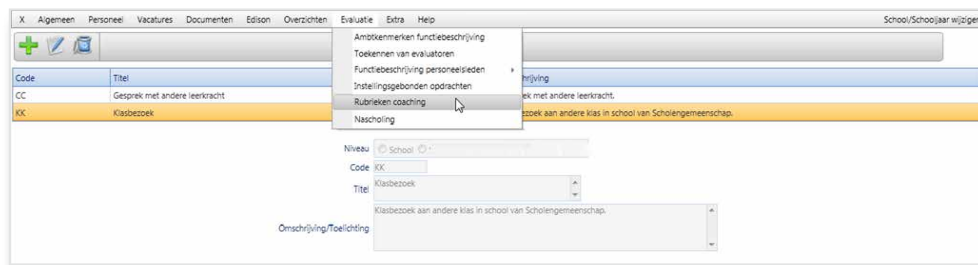 X Algemeen Personeel Vacatures Documenten Edison Overzichten Evaluatie Extra Help School/Schooljaar wijzige
Ambtkenmerken functiebeschrijving
Toekennen van evaluatoren
Functiebeschrijving personeelsleden
Instellingsgebonden opdrachten
Rubrieken coaching
Nascholing
Code Titel hrijving
CC Gesprek met andere leerkracht ek met andere leerkracht.
KK Klasbezoek ezoek aan andere klas in school van Scholengemeenschap.
Niveau School -
Code KK
Titel Klasbezoek
Omschrijving/Toelichting Klasbezoek aan andere klas in school van Scholengemeenschap.